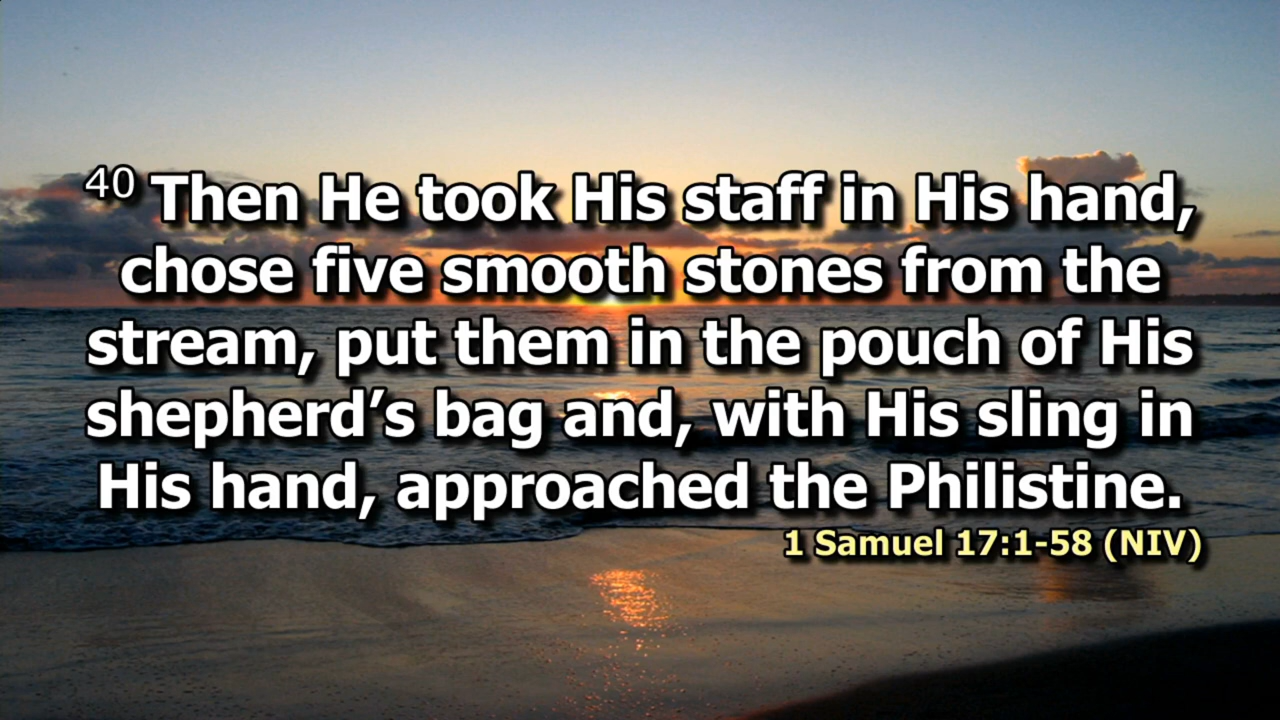 40 Then He took His staff in His hand,
chose five smooth stones from the
stream, put them in the pouch of His
shepherd’s bag and, with His sling in
His hand, approached the Philistine.
1 Samuel 17:1-58 (NIV)